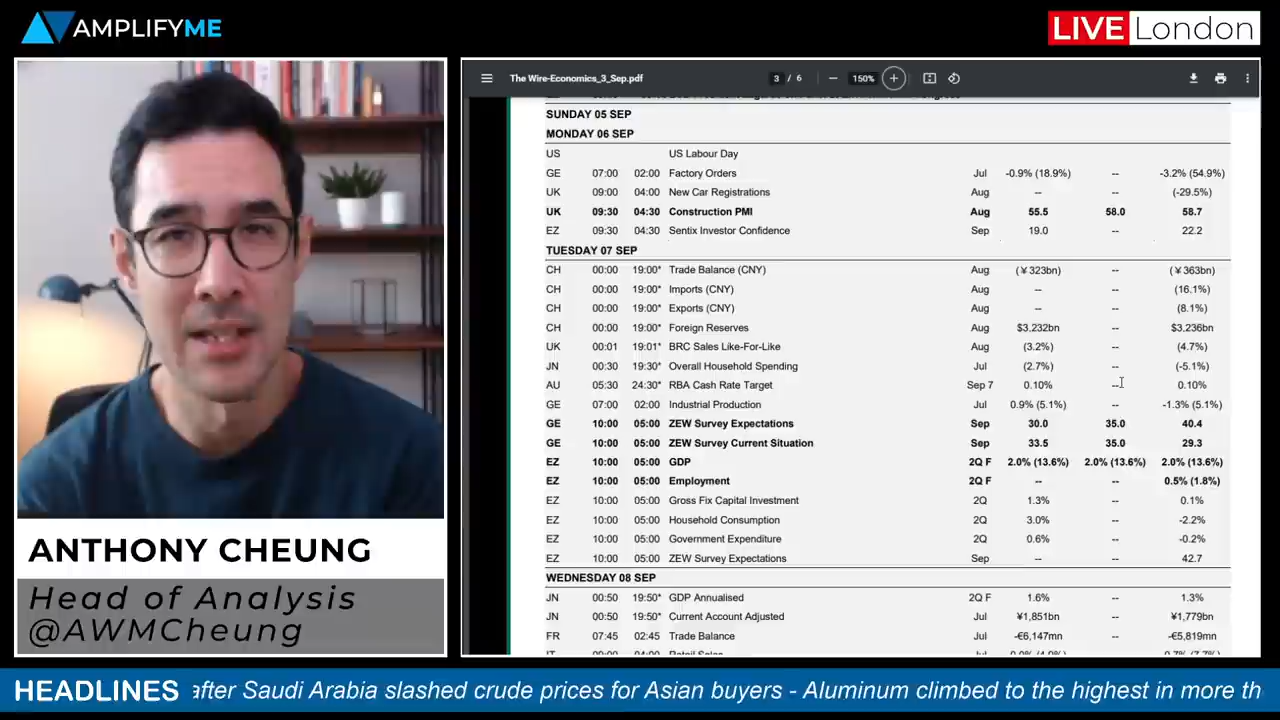 AMPLIFYME
LIVE London
The Wire-Economics_3_Sep.pdf 3 / 6 150%
SUNDAY 05 SEP
MONDAY 06 SEP
US US Labour Day
GE 07:00 02:00 Factory Orders Jul -0.9% (18.9%) -- -3.2% (54.9%)
UK 09:00 04:00 New Car Registrations Aug -- -- (-29.5%)
UK 09:30 04:30 Construction PMI Aug 55.5 58.0 58.7
EZ 09:30 04:30 Sentix Investor Confidence Sep 19.0 -- 22.2
TUESDAY 07 SEP
CH 00:00 19:00* Trade Balance (CNY) Aug (¥323bn) -- (¥363bn)
CH 00:00 19:00* Imports (CNY) Aug -- -- (16.1%)
CH 00:00 19:00* Exports (CNY) Aug -- -- (8.1%)
CH 00:00 19:00* Foreign Reserves Aug $3,232bn -- $3,236bn
UK 00:01 19:01* BRC Sales Like-For-Like Aug (3.2%) -- (4.7%)
JN 00:30 19:30* Overall Household Spending Jul (2.7%) -- (-5.1%)
AU 05:30 24:30* RBA Cash Rate Target Sep 7 0.10% -- 0.10%
GE 07:00 02:00 Industrial Production Jul 0.9% (5.1%) -- -1.3% (5.1%)
GE 10:00 05:00 ZEW Survey Expectations Sep 30.0 35.0 40.4
GE 10:00 05:00 ZEW Survey Current Situation Sep 33.5 35.0 29.3
EZ 10:00 05:00 GDP 2Q F 2.0% (13.6%) 2.0% (13.6%) 2.0% (13.6%)
EZ 10:00 05:00 Employment 2Q F -- -- 0.5% (1.8%)
EZ 10:00 05:00 Gross Fix Capital Investment 2Q 1.3% -- 0.1%
EZ 10:00 05:00 Household Consumption 2Q 3.0% -- -2.2%
EZ 10:00 05:00 Government Expenditure 2Q 0.6% -- -0.2%
EZ 10:00 05:00 ZEW Survey Expectations Sep -- -- 42.7
WEDNESDAY 08 SEP
JN 00:50 19:50* GDP Annualised 2Q F 1.6% -- 1.3%
JN 00:50 19:50* Current Account Adjusted Jul ¥1,851bn -- ¥1,779bn
FR 07:45 02:45 Trade Balance Jul -€6,147mn -- -€5,819mn
ANTHONY CHEUNG
Head of Analysis
@AWMCheung
HEADLINES after Saudi Arabia slashed crude prices for Asian buyers - Aluminum climbed to the highest in more th